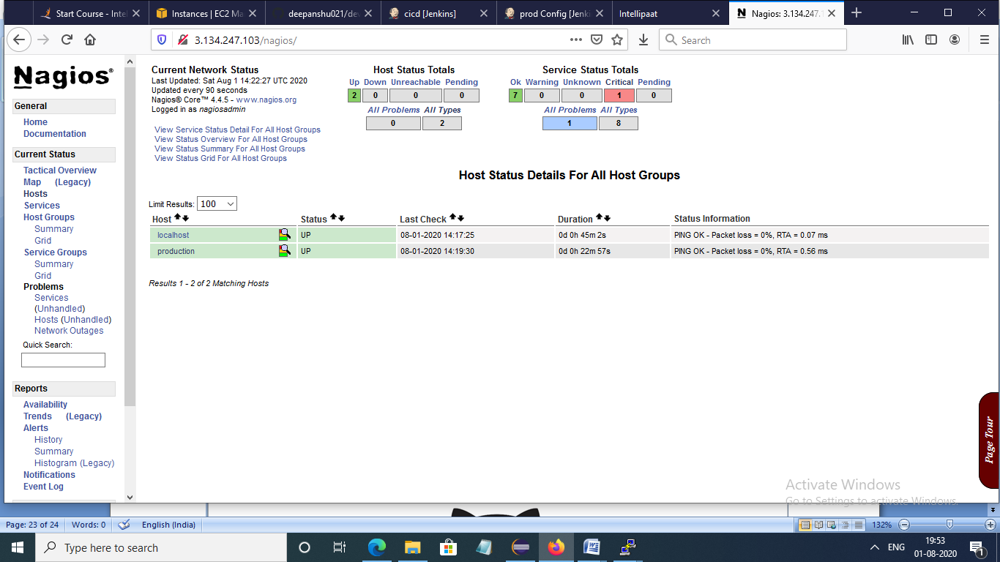 Start Course - Intel
Instances | EC2 Ma
deepanshu021/de
cicd [Jenkins]
prod Config [Jenki
Intellipaat
Nagios: 3.134.247.1
3.134.247.103/nagios/
Search
Nagios®
General
Home
Documentation
Current Status
Tactical Overview
Map (Legacy)
Hosts
Services
Host Groups
Summary
Grid
Service Groups
Summary
Grid
Problems
Services
(Unhandled)
Hosts (Unhandled)
Network Outages
Quick Search:
Reports
Availability
Trends (Legacy)
Alerts
History
Summary
Histogram (Legacy)
Notifications
Event Log
Current Network Status
Last Updated: Sat Aug 1 14:22:27 UTC 2020
Updated every 90 seconds
Nagios® Core™ 4.4.5 - www.nagios.org
Logged in as nagiosadmin
View Service Status Detail For All Host Groups
View Status Overview For All Host Groups
View Status Summary For All Host Groups
View Status Grid For All Host Groups
Host Status Totals
Up Down Unreachable Pending
2 0 0 0
All Problems All Types
0 2
Service Status Totals
Ok Warning Unknown Critical Pending
7 0 0 1 0
All Problems All Types
1 8
Host Status Details For All Host Groups
Limit Results: 100
Host Status Last Check Duration Status Information
localhost UP 08-01-2020 14:17:25 0d 0h 45m 2s PING OK - Packet loss = 0%, RTA = 0.07 ms
production UP 08-01-2020 14:19:30 0d 0h 22m 57s PING OK - Packet loss = 0%, RTA = 0.56 ms
Results 1 - 2 of 2 Matching Hosts
Page Tour
Activate Windows
Go to Settings to activate Windows.
Page: 23 of 24 Words: 0 English (India) 132%
Type here to search
ENG
19:53
01-08-2020
1